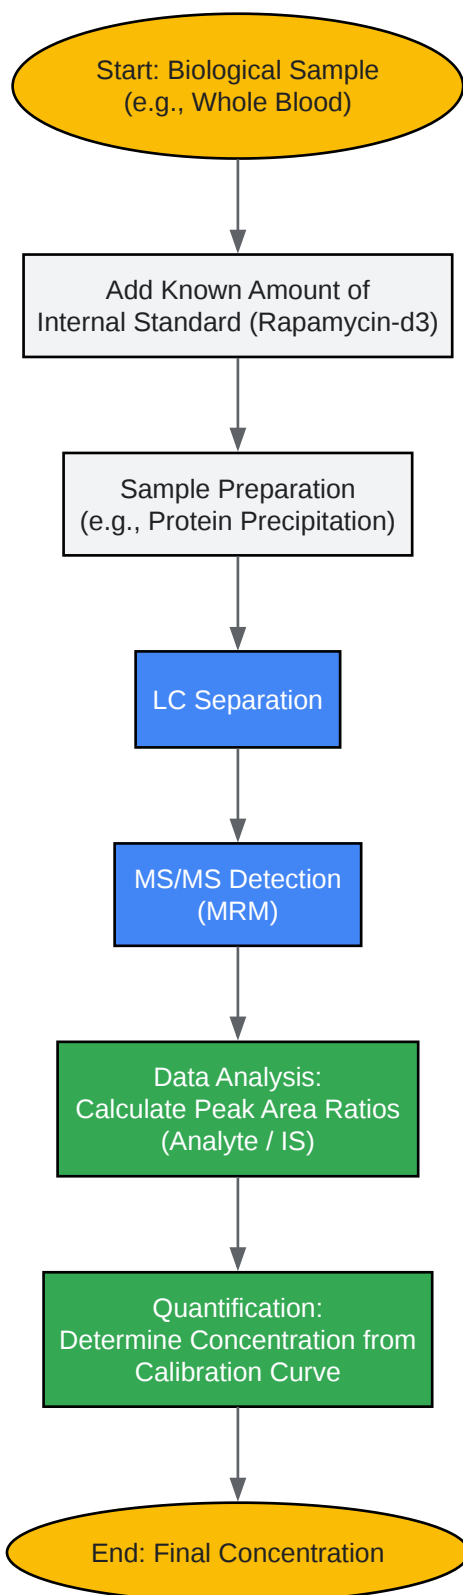 Start: Biological Sample
(e.g., Whole Blood)
Add Known Amount of
Internal Standard (Rapamycin-d3)
Sample Preparation
(e.g., Protein Precipitation)
LC Separation
MS/MS Detection
(MRM)
Data Analysis:
Calculate Peak Area Ratios
(Analyte / IS)
Quantification:
Determine Concentration from
Calibration Curve
End: Final Concentration